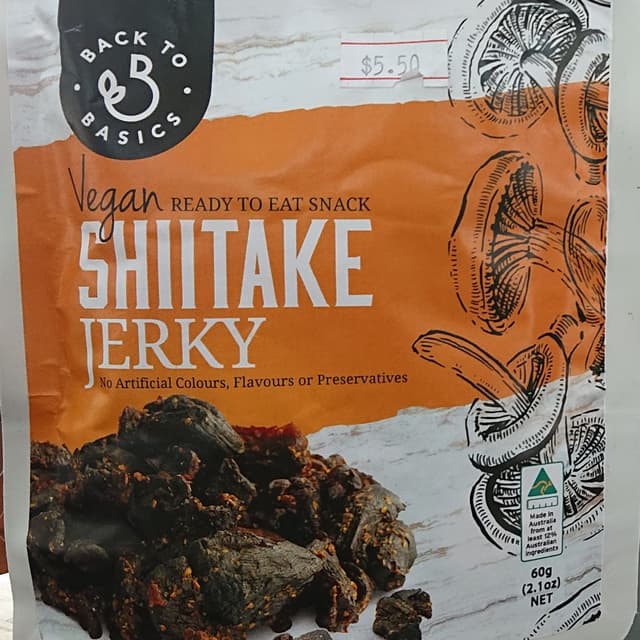 BACK TO
BASICS
$5.50
Vegan READY TO EAT SNACK
SHIITAKE
JERKY
No Artificial Colours, Flavours or Preservatives
Made in
Australia
from at
least 12%
Australian
ingredients
60g
(2.1oz)
NET